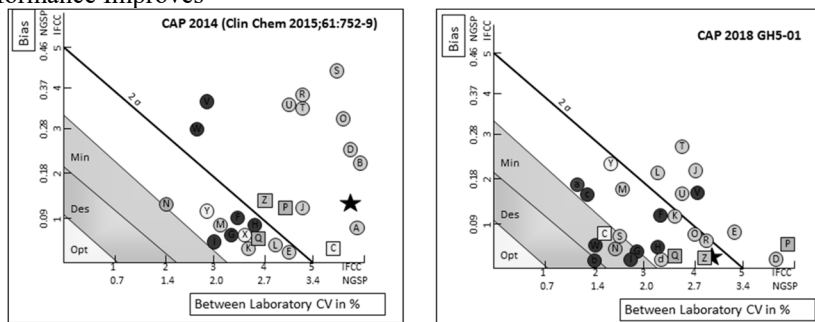 formance Improves
Bias
NGSP
IFCC
CAP 2014 (Clin Chem 2015;61:752-9)
0.46
5
0.37
4
0.28
3
0.18
2
0.09
1
2 σ
Min
Des
Opt
S
R
U
T
V
O
W
D
B
N
Y
Z
P
J
F
M
H
A
G
X
Q
I
K
L
E
C
1 2 3 4 5 IFCC
0.7 1.4 2.0 2.7 3.4 NGSP
Between Laboratory CV in %
Bias
NGSP
IFCC
CAP 2018 GH5-01
0.46
5
0.37
4
0.28
3
0.18
2
0.09
1
2 σ
Min
Des
Opt
T
Y
L
J
a
M
U
V
F
K
C
S
O
R
E
W
N
G
H
P
b
I
d
Q
Z
D
1 2 3 4 5 IFCC
0.7 1.4 2.0 2.7 3.4 NGSP
Between Laboratory CV in %